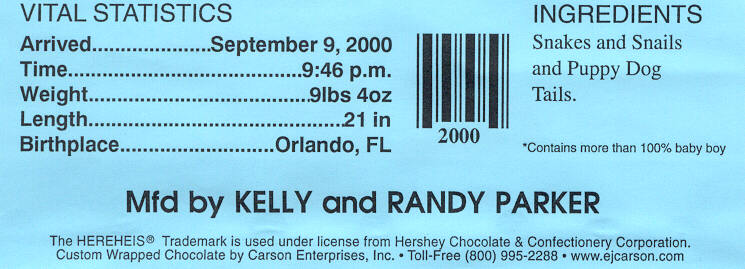 VITAL STATISTICS
Arrived.....................September 9, 2000
Time.........................................9:46 p.m.
Weight.......................................9lbs 4oz
Length.............................................21 in
Birthplace...........................Orlando, FL
2000
INGREDIENTS
Snakes and Snails
and Puppy Dog
Tails.
*Contains more than 100% baby boy
Mfd by KELLY and RANDY PARKER
The HEREHEIS® Trademark is used under license from Hershey Chocolate & Confectionery Corporation.
Custom Wrapped Chocolate by Carson Enterprises, Inc. • Toll-Free (800) 995-2288 • www.ejcarson.com